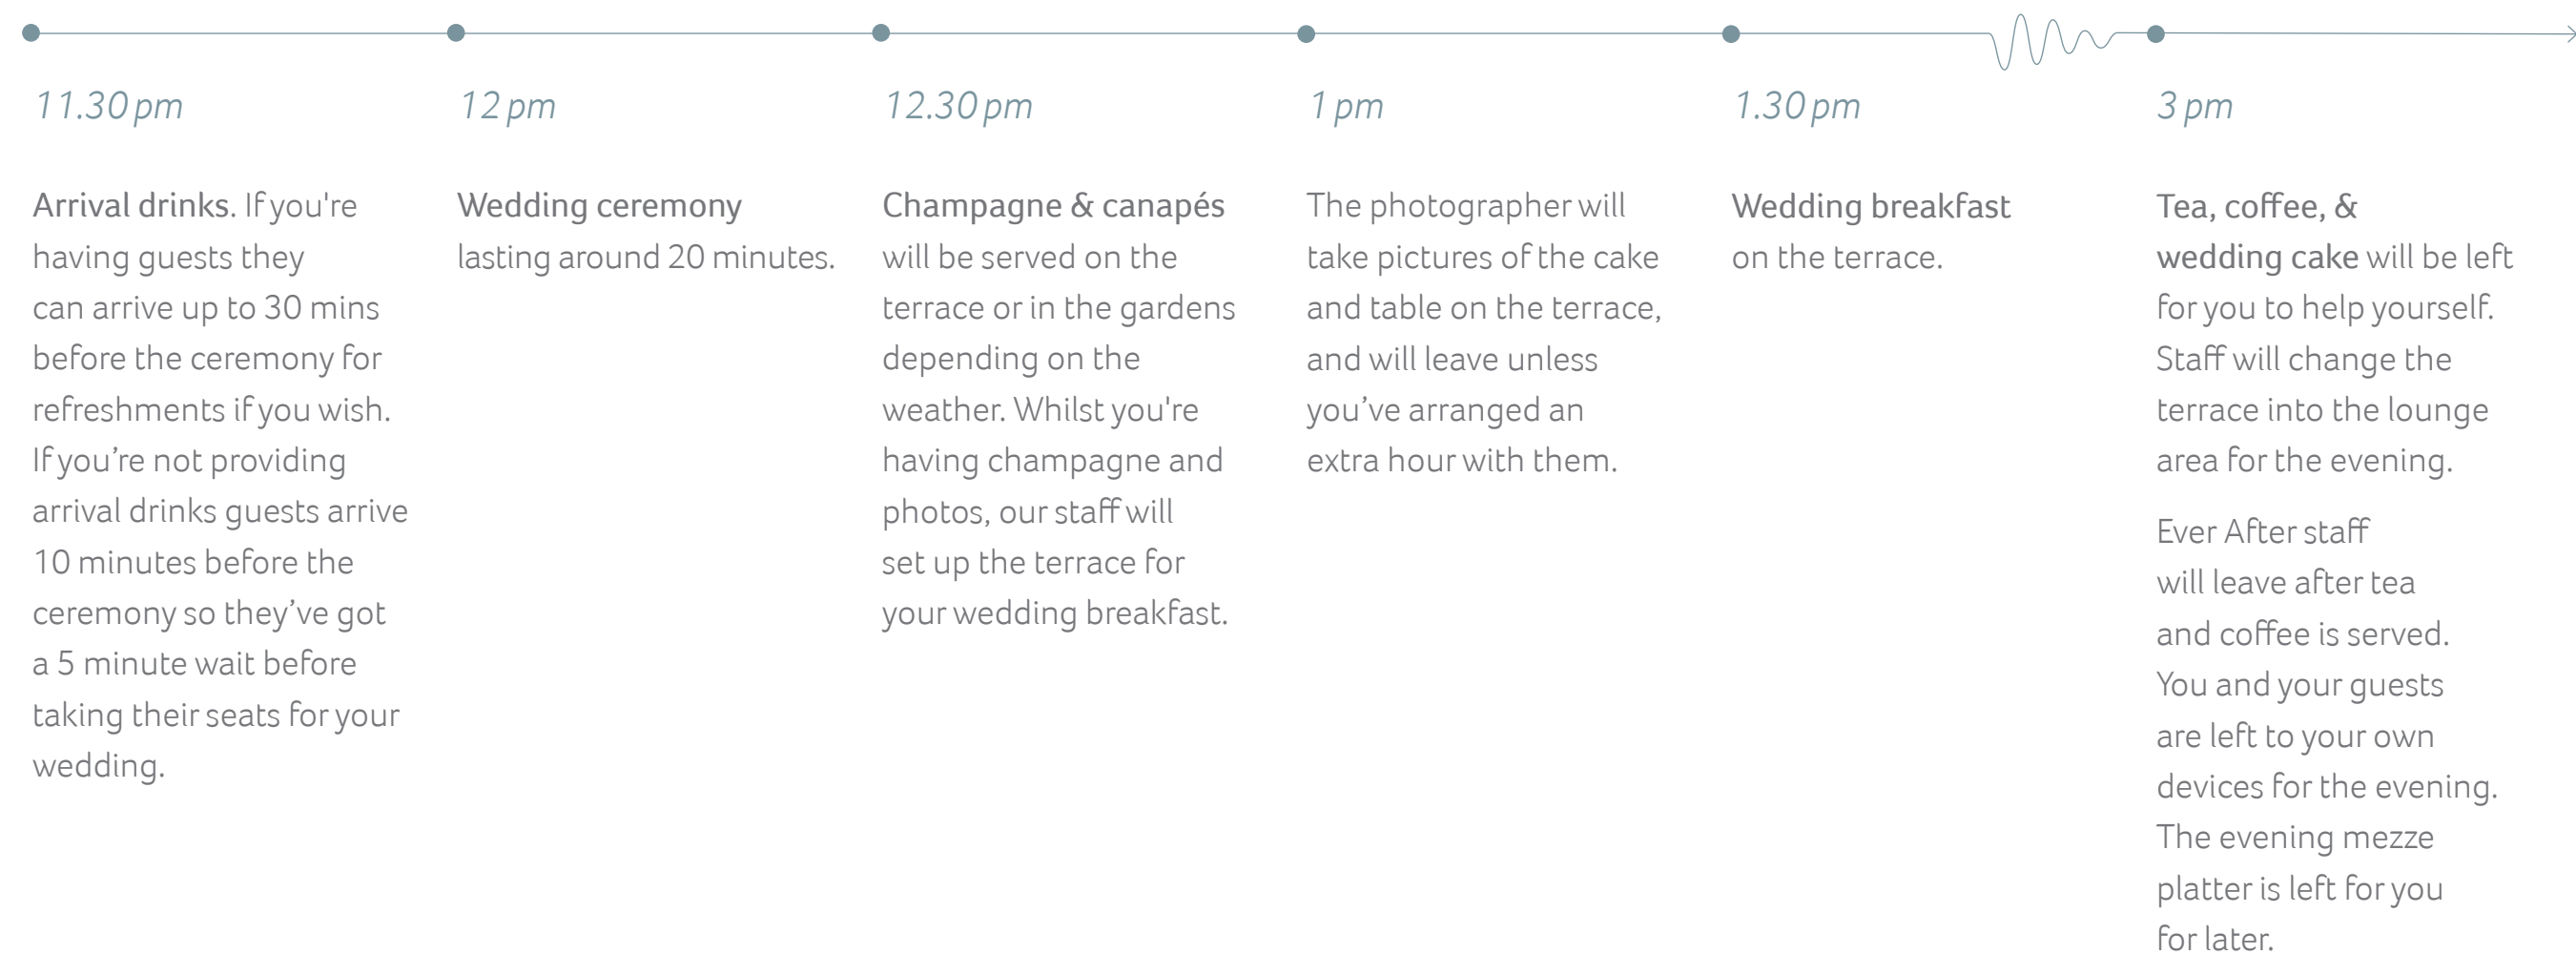 11.30 pm
Arrival drinks. If you're
having guests they
can arrive up to 30 mins
before the ceremony for
refreshments if you wish.
If you’re not providing
arrival drinks guests arrive
10 minutes before the
ceremony so they’ve got
a 5 minute wait before
taking their seats for your
wedding.
12 pm
Wedding ceremony
lasting around 20 minutes.
12.30 pm
Champagne & canapés
will be served on the
terrace or in the gardens
depending on the
weather. Whilst you're
having champagne and
photos, our staff will
set up the terrace for
your wedding breakfast.
1 pm
The photographer will
take pictures of the cake
and table on the terrace,
and will leave unless
you’ve arranged an
extra hour with them.
1.30 pm
Wedding breakfast
on the terrace.
3 pm
Tea, coffee, &
wedding cake will be left
for you to help yourself.
Staff will change the
terrace into the lounge
area for the evening.
Ever After staff
will leave after tea
and coffee is served.
You and your guests
are left to your own
devices for the evening.
The evening mezze
platter is left for you
for later.